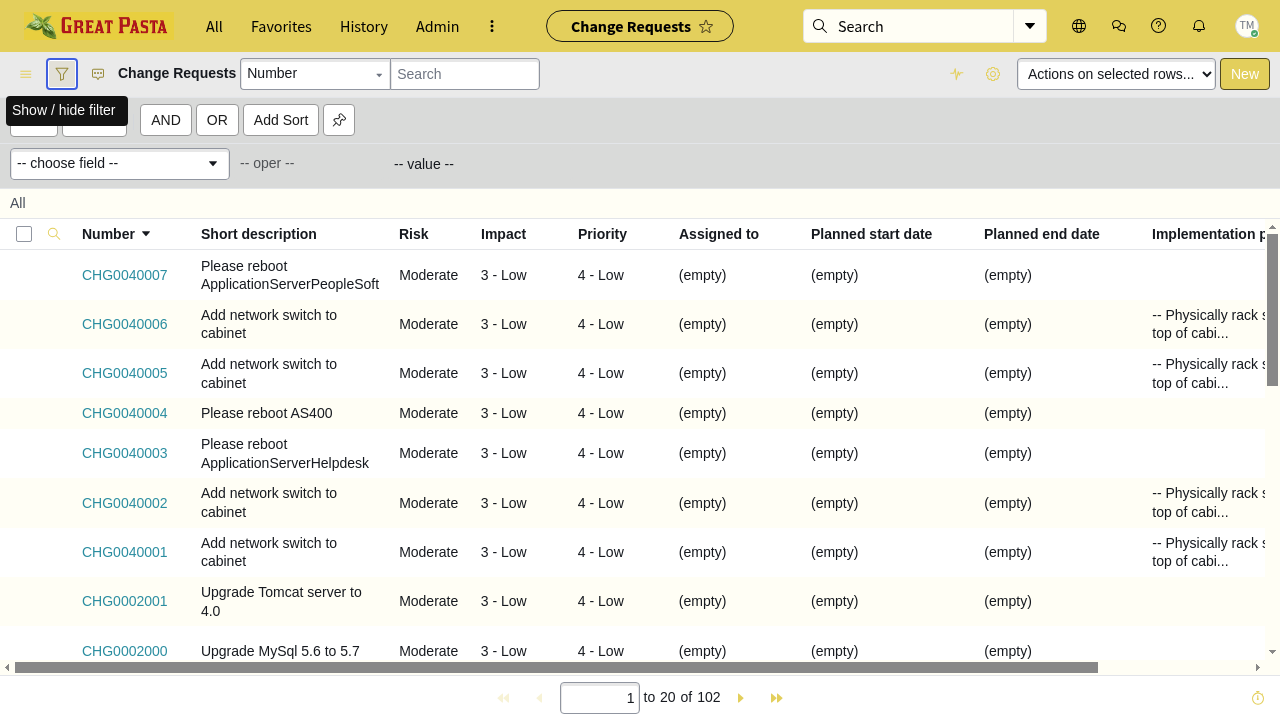 GREAT PASTA All Favorites History Admin Change Requests Search TM
Change Requests Number Search Actions on selected rows... New
Show / hide filter
AND OR Add Sort
-- choose field -- -- oper -- -- value --
All
Number Short description Risk Impact Priority Assigned to Planned start date Planned end date Implementation p
CHG0040007 Please reboot ApplicationServerPeopleSoft Moderate 3 - Low 4 - Low (empty) (empty) (empty)
CHG0040006 Add network switch to cabinet Moderate 3 - Low 4 - Low (empty) (empty) (empty) -- Physically rack s top of cabi...
CHG0040005 Add network switch to cabinet Moderate 3 - Low 4 - Low (empty) (empty) (empty) -- Physically rack s top of cabi...
CHG0040004 Please reboot AS400 Moderate 3 - Low 4 - Low (empty) (empty) (empty)
CHG0040003 Please reboot ApplicationServerHelpdesk Moderate 3 - Low 4 - Low (empty) (empty) (empty)
CHG0040002 Add network switch to cabinet Moderate 3 - Low 4 - Low (empty) (empty) (empty) -- Physically rack s top of cabi...
CHG0040001 Add network switch to cabinet Moderate 3 - Low 4 - Low (empty) (empty) (empty) -- Physically rack s top of cabi...
CHG0002001 Upgrade Tomcat server to 4.0 Moderate 3 - Low 4 - Low (empty) (empty) (empty)
CHG0002000 Upgrade MySql 5.6 to 5.7 Moderate 3 - Low 4 - Low (empty) (empty) (empty)
1 to 20 of 102